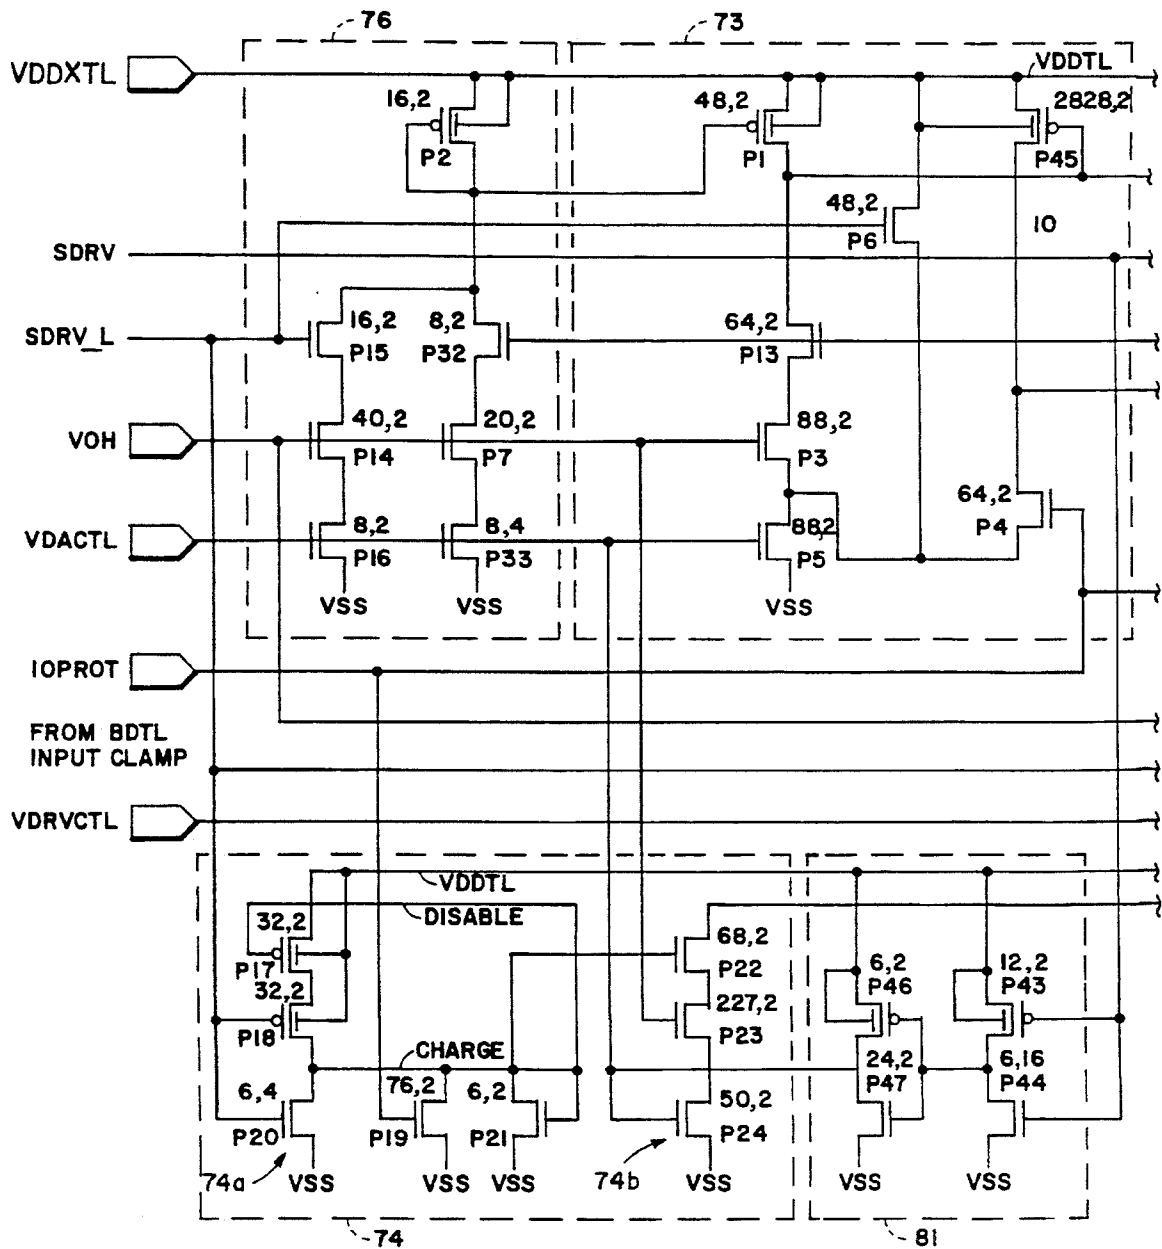 76
73
VDDXTL
VDDTL
16,2
P2
48,2
P1
2828,2
P45
48,2
P6
10
SDRV
SDRV_L
16,2
P15
8,2
P32
64,2
P13
VOH
40,2
P14
20,2
P7
88,2
P3
64,2
P4
VDACTL
8,2
P16
8,4
P33
88,2
P5
VSS
VSS
VSS
IOPROT
FROM BDTL
INPUT CLAMP
VDRVCTL
VDDTL
DISABLE
32,2
P17
32,2
P18
68,2
P22
227,2
P23
6,2
P46
12,2
P43
CHARGE
6,4
P20
76,2
P19
6,2
P21
50,2
P24
24,2
P47
6,16
P44
74a
VSS
VSS
VSS
74b
VSS
VSS
VSS
74
81